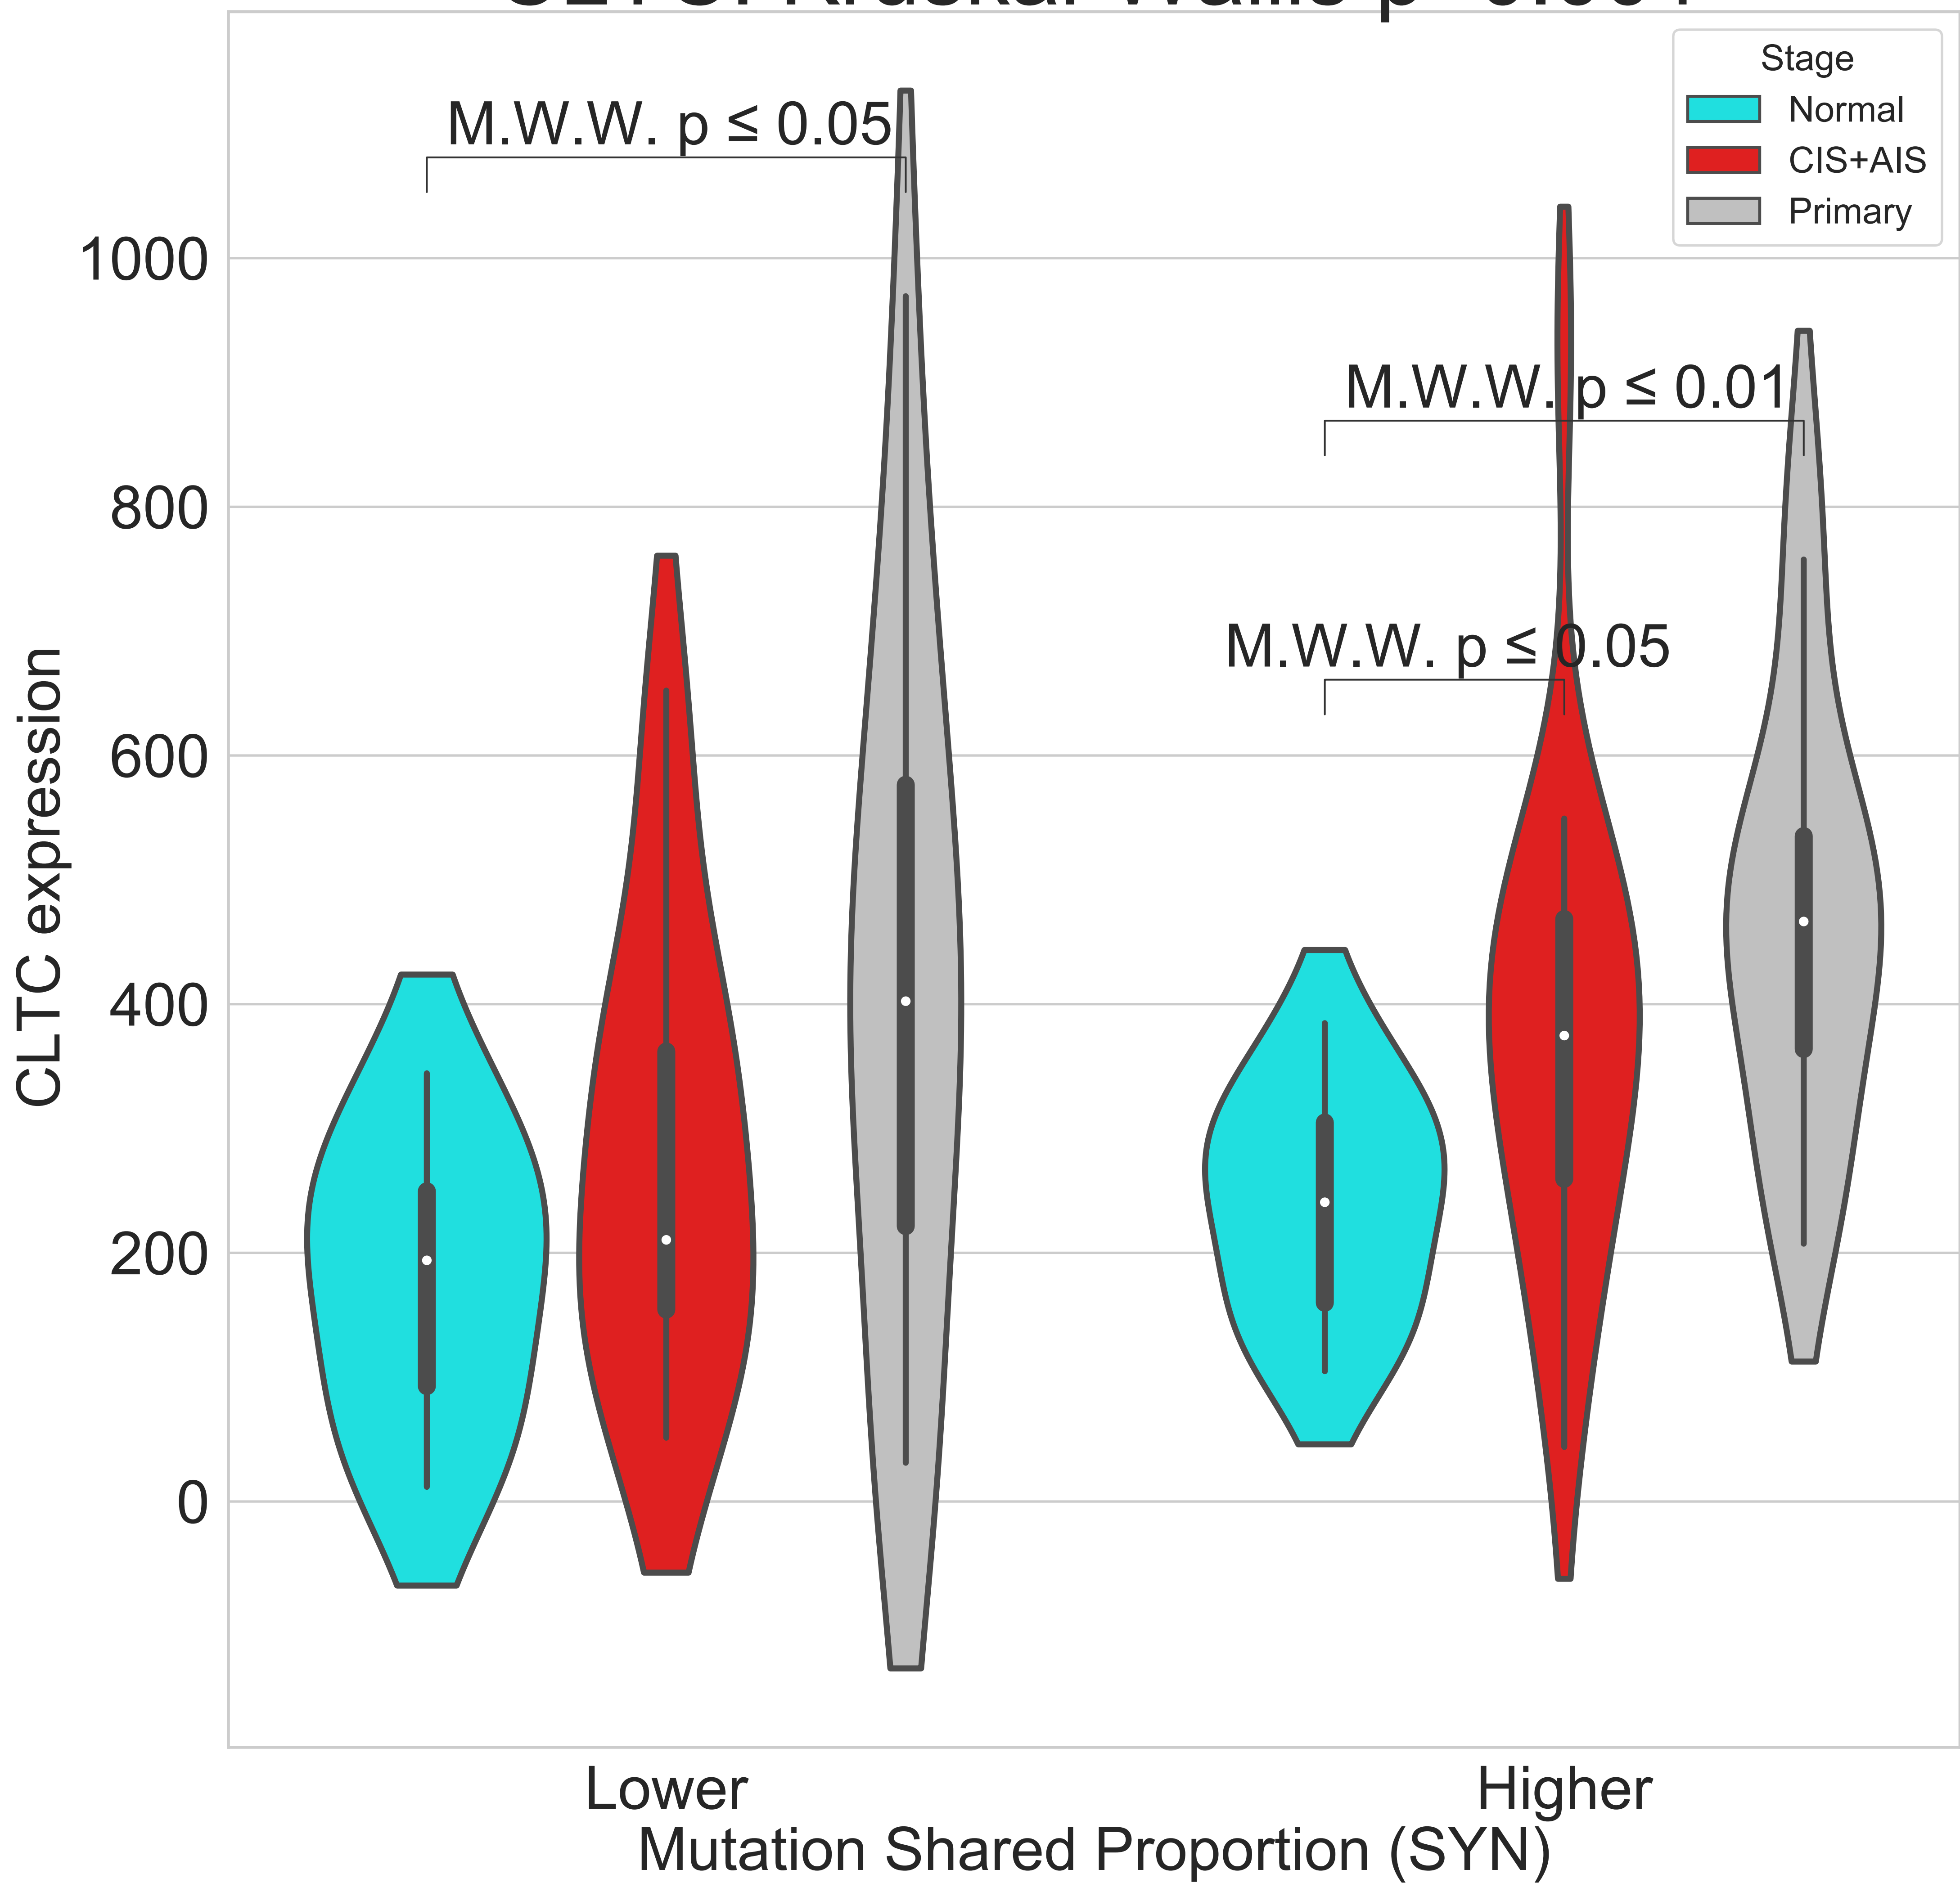 Stage
Normal
CIS+AIS
Primary
M.W.W. p ≤ 0.05
M.W.W. p ≤ 0.01
M.W.W. p ≤ 0.05
1000
800
600
400
200
0
CLTC expression
Lower
Higher
Mutation Shared Proportion (SYN)